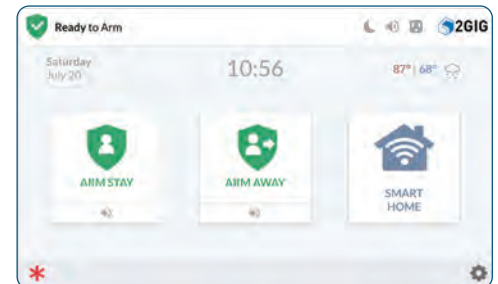 Ready to Arm
2GIG
Saturday
July 20
10:56
87° | 68°
ARM STAY
ARM AWAY
SMART
HOME